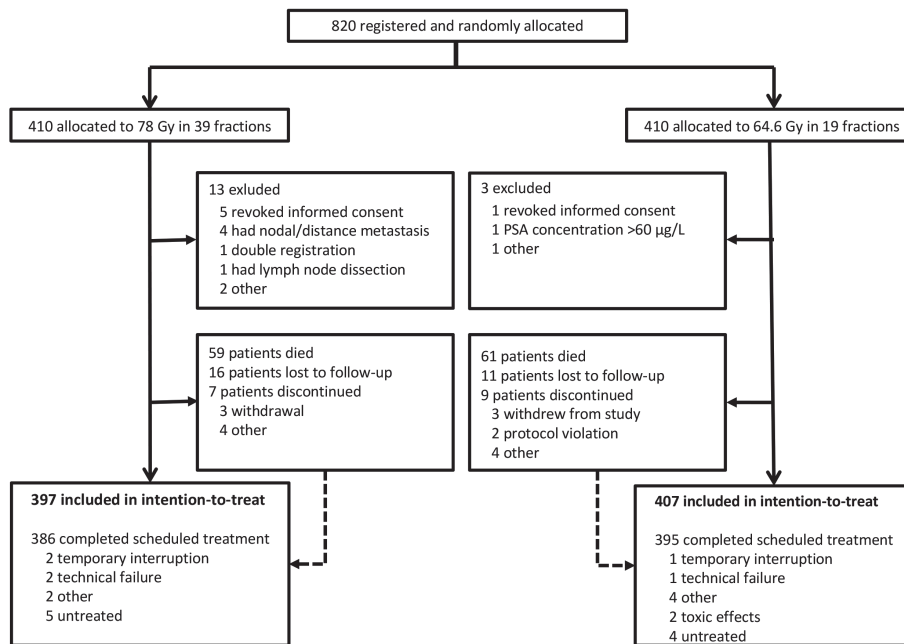 820 registered and randomly allocated
410 allocated to 78 Gy in 39 fractions
410 allocated to 64.6 Gy in 19 fractions
13 exluded
5 revoked informed consent
4 had nodal/distance metastasis
1 double registration
1 had lymph node dissection
2 other
3 excluded
1 revoked informed consent
1 PSA concentration >60 µg/L
1 other
59 patients died
16 patients lost to follow-up
7 patients discontinued
3 withdrawal
4 other
61 patients died
11 patients lost to follow-up
9 patients discontinued
3 withdrew from study
2 protocol violation
4 other
397 included in intention-to-treat
386 completed scheduled treatment
2 temporary interruption
2 technical failure
2 other
5 untreated
407 included in intention-to-treat
395 completed scheduled treatment
1 temporary interruption
1 technical failure
4 other
2 toxic effects
4 untreated